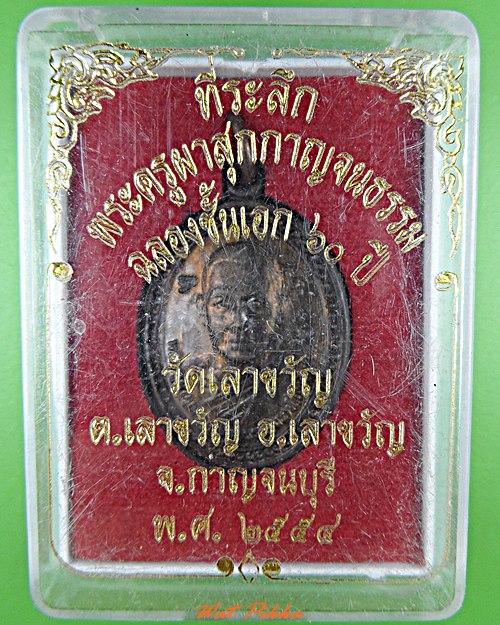 ที่ระลึก
พระครูผาสุกกาญจนธรรม
ฉลองชั้นเอก ๖๐ ปี
วัดเลาขวัญ
ต.เลาขวัญ อ.เลาขวัญ
จ.กาญจนบุรี
พ.ศ. ๒๕๕๔
Wat Pikka